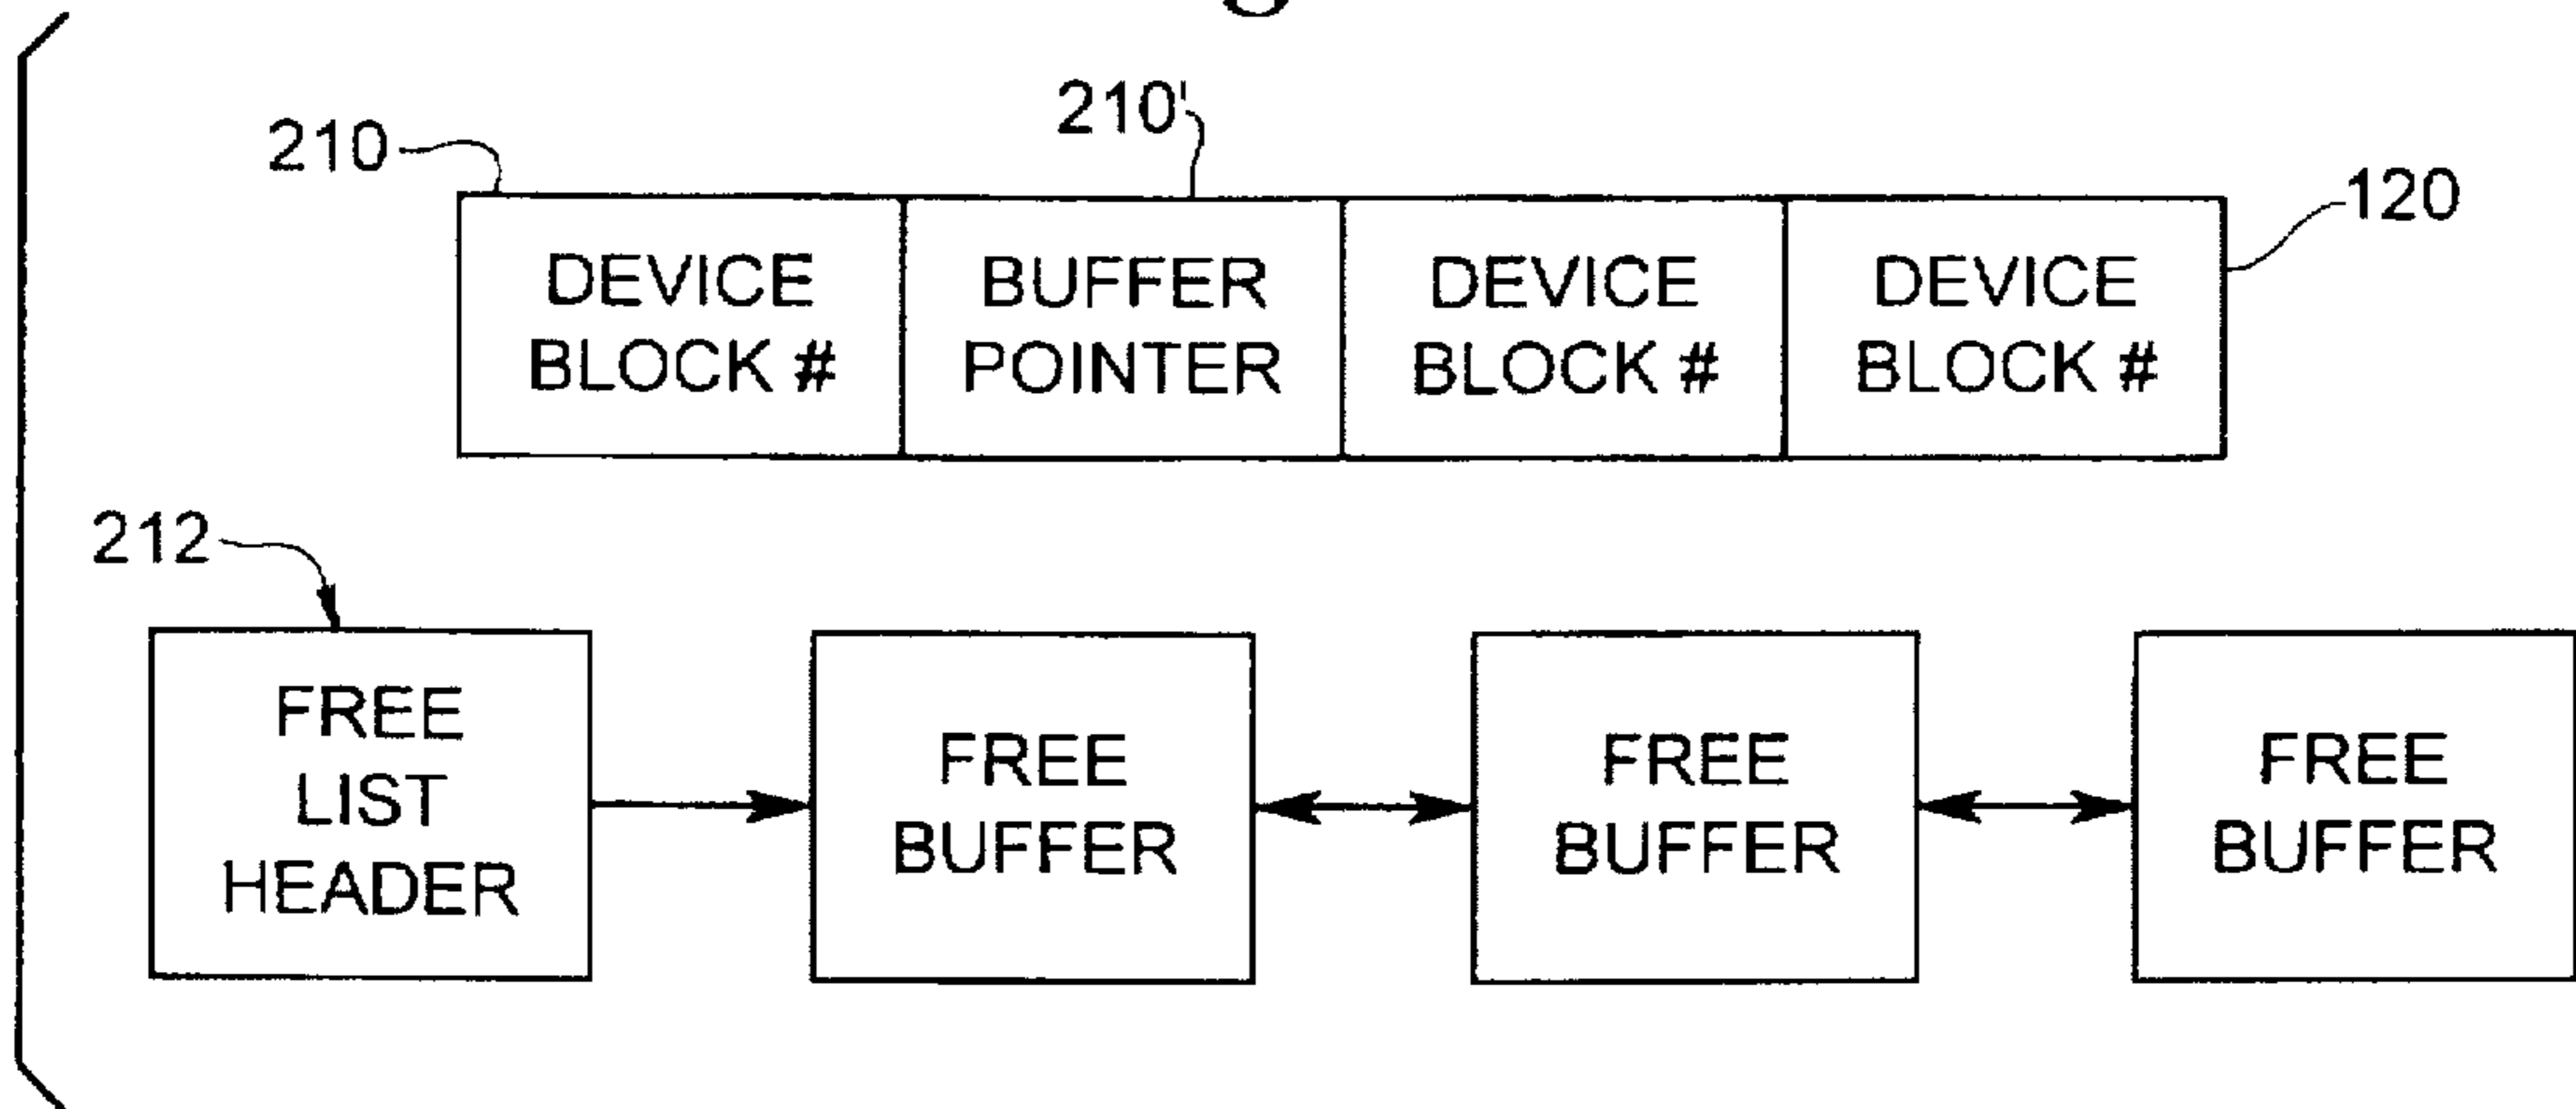 210
210'
120
DEVICE BLOCK #
BUFFER POINTER
DEVICE BLOCK #
DEVICE BLOCK #
212
FREE LIST HEADER
FREE BUFFER
FREE BUFFER
FREE BUFFER